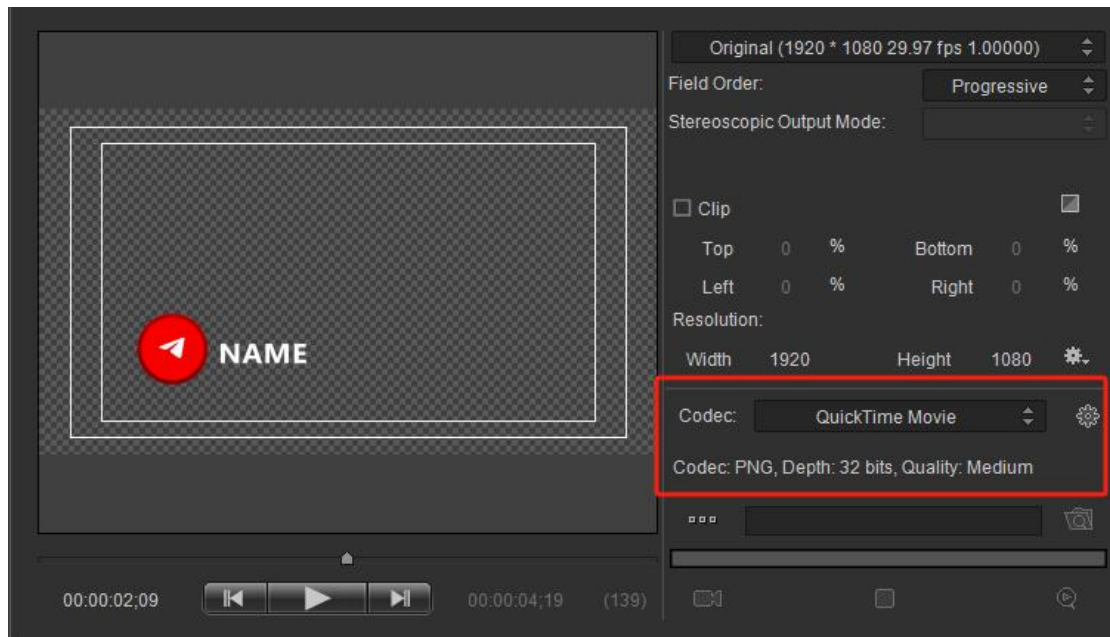 Original (1920 * 1080 29.97 fps 1.00000)
Field Order: Progressive
Stereoscopic Output Mode:
Clip
Top 0 % Bottom 0 %
Left 0 % Right 0 %
Resolution:
Width 1920 Height 1080
Codec: QuickTime Movie
Codec: PNG, Depth: 32 bits, Quality: Medium
NAME
00:00:02;09 00:00:04;19 (139)